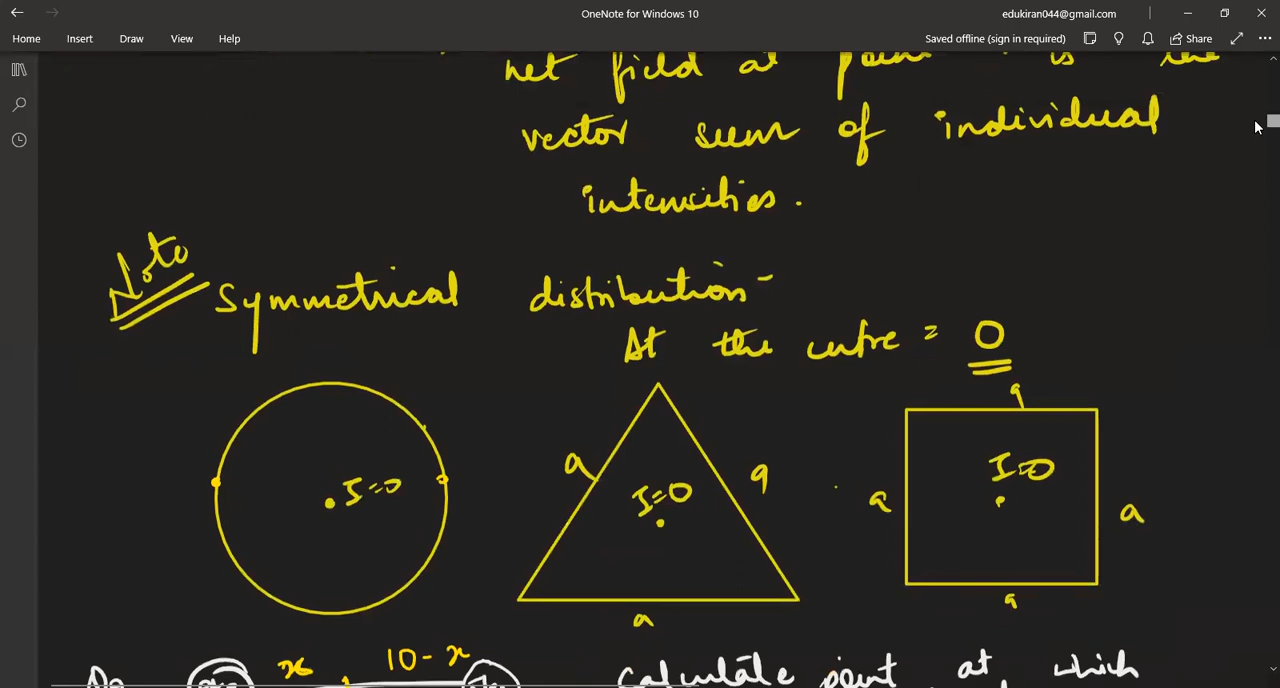 OneNote for Windows 10
edukiran044@gmail.com
Home Insert Draw View Help
Saved offline (sign in required)
Share
net field at is the
vector sum of individual
intensities.
Note
Symmetrical distribution -
At the centre = 0
I=0
a
I=0
a
a
a
I=0
a
a
a
x
10-x
Calculate point at which